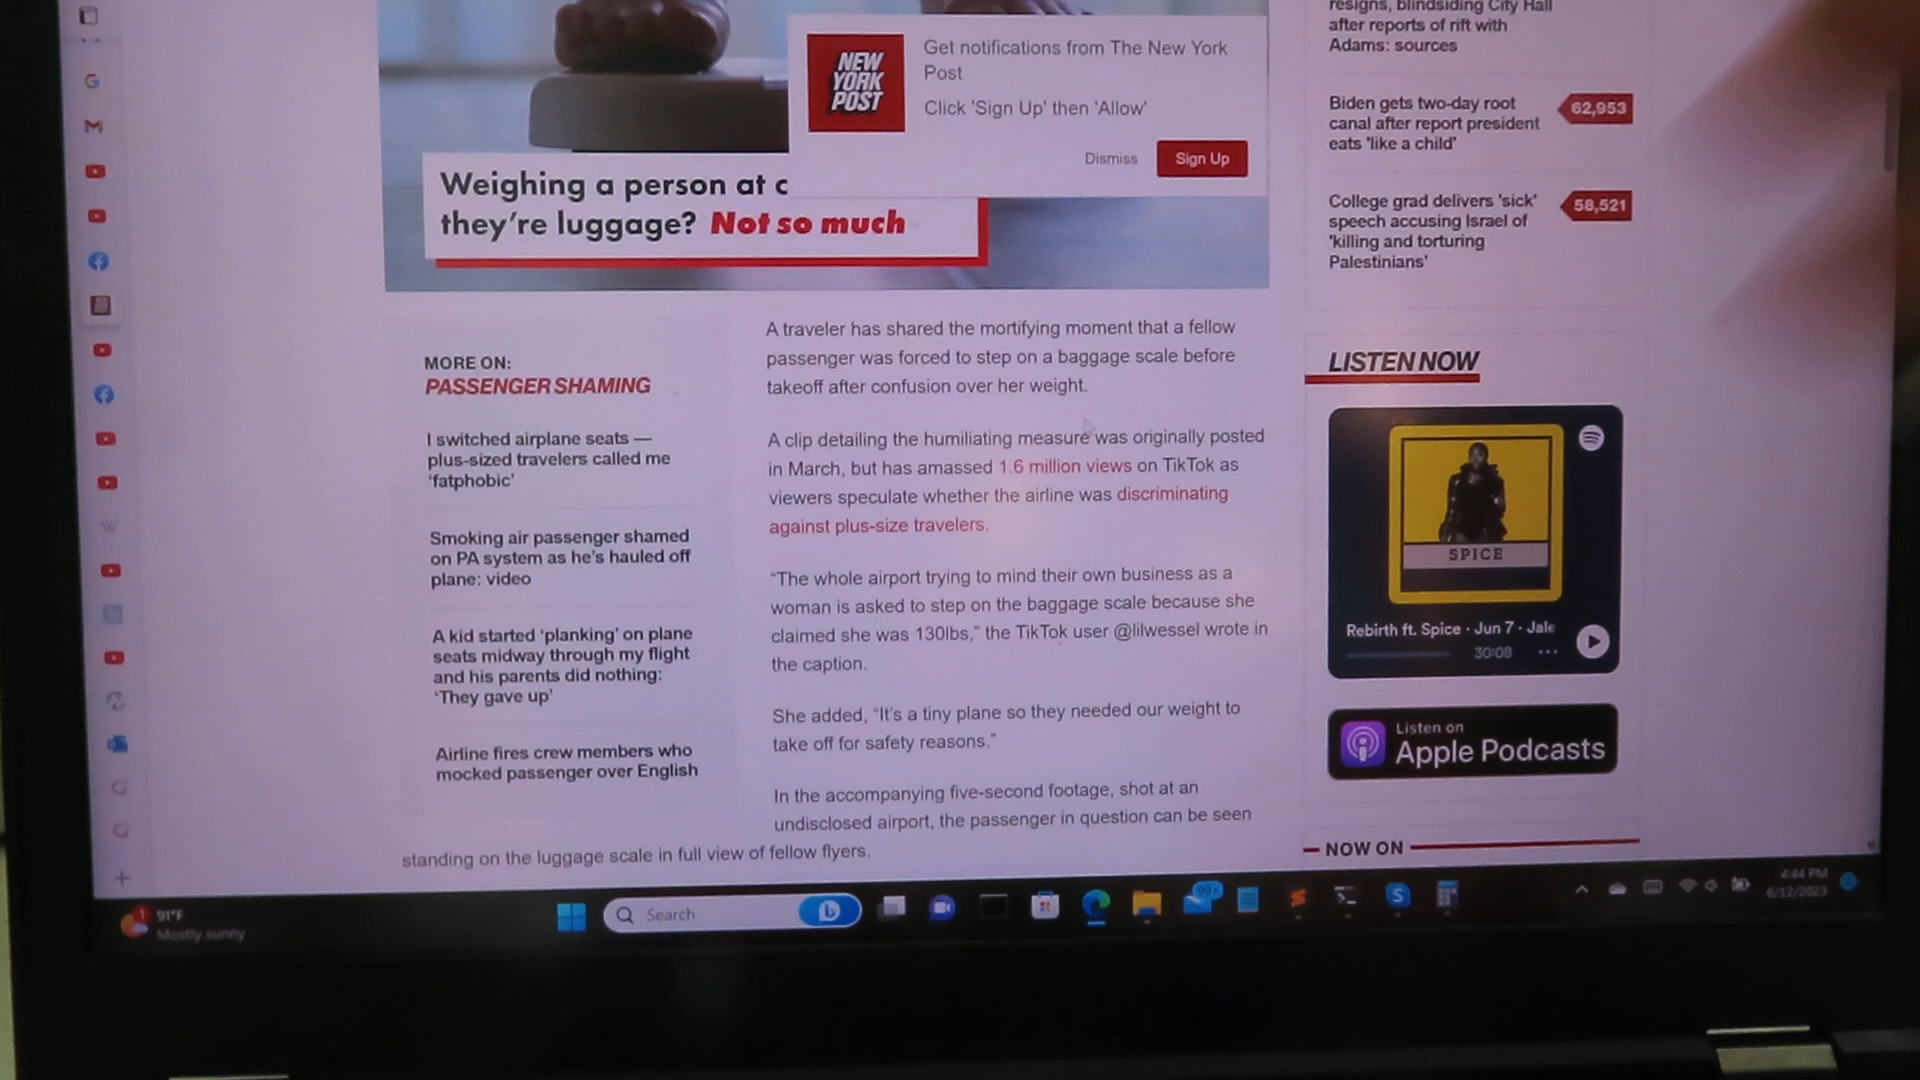 resigns, blindsiding City Hall
after reports of rift with
Adams: sources
Get notifications from The New York
Post
Click 'Sign Up' then 'Allow'
NEW
YORK
POST
Dismiss
Sign Up
Biden gets two-day root
canal after report president
eats 'like a child'
62,953
Weighing a person at c
they're luggage? Not so much
College grad delivers 'sick'
speech accusing Israel of
'killing and torturing
Palestinians'
58,521
MORE ON:
PASSENGER SHAMING
I switched airplane seats —
plus-sized travelers called me
'fatphobic'
Smoking air passenger shamed
on PA system as he's hauled off
plane: video
A kid started 'planking' on plane
seats midway through my flight
and his parents did nothing:
'They gave up'
Airline fires crew members who
mocked passenger over English
A traveler has shared the mortifying moment that a fellow
passenger was forced to step on a baggage scale before
takeoff after confusion over her weight.
A clip detailing the humiliating measure was originally posted
in March, but has amassed 1.6 million views on TikTok as
viewers speculate whether the airline was discriminating
against plus-size travelers.
"The whole airport trying to mind their own business as a
woman is asked to step on the baggage scale because she
claimed she was 130lbs," the TikTok user @lilwessel wrote in
the caption.
She added, "It's a tiny plane so they needed our weight to
take off for safety reasons."
In the accompanying five-second footage, shot at an
undisclosed airport, the passenger in question can be seen
standing on the luggage scale in full view of fellow flyers.
LISTEN NOW
SPICE
Rebirth ft. Spice · Jun 7 · Jale
30:08
Listen on
Apple Podcasts
NOW ON
1
91°F
Mostly sunny
Search
99+
4:44 PM
6/12/2023